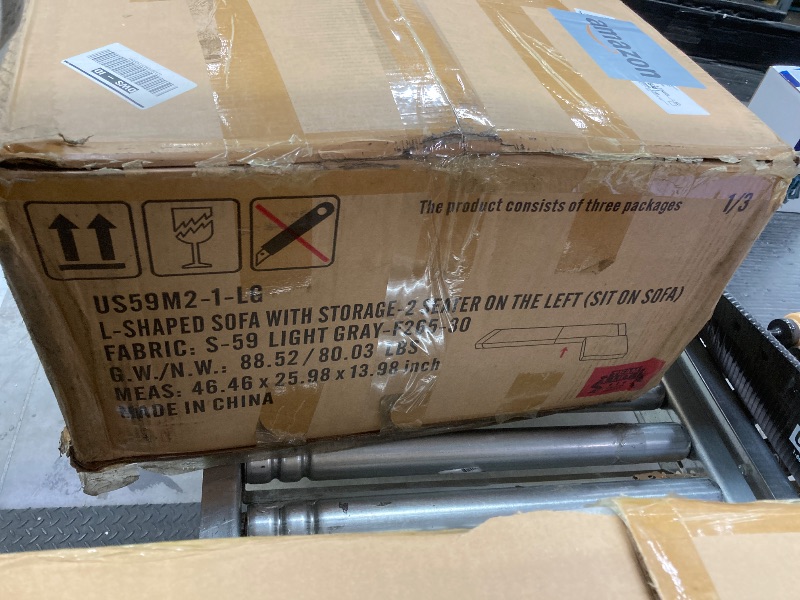 amazon
The product consists of three packages 1/3
US59M2-1-LG
L-SHAPED SOFA WITH STORAGE-2 SEATER ON THE LEFT (SIT ON SOFA)
FABRIC: S-59 LIGHT GRAY-F265-30
G.W./N.W.: 88.52/80.03 LBS
MEAS: 46.46 x 25.98 x 13.98 inch
MADE IN CHINA